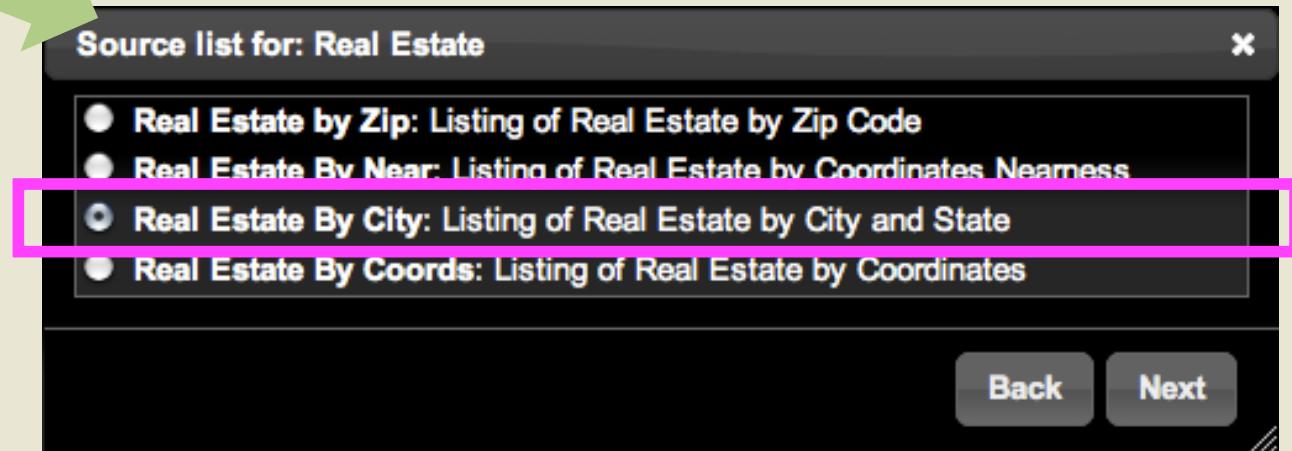 Source list for: Real Estate
Real Estate by Zip: Listing of Real Estate by Zip Code
Real Estate By Near: Listing of Real Estate by Coordinates Nearness
Real Estate By City: Listing of Real Estate by City and State
Real Estate By Coords: Listing of Real Estate by Coordinates
Back Next